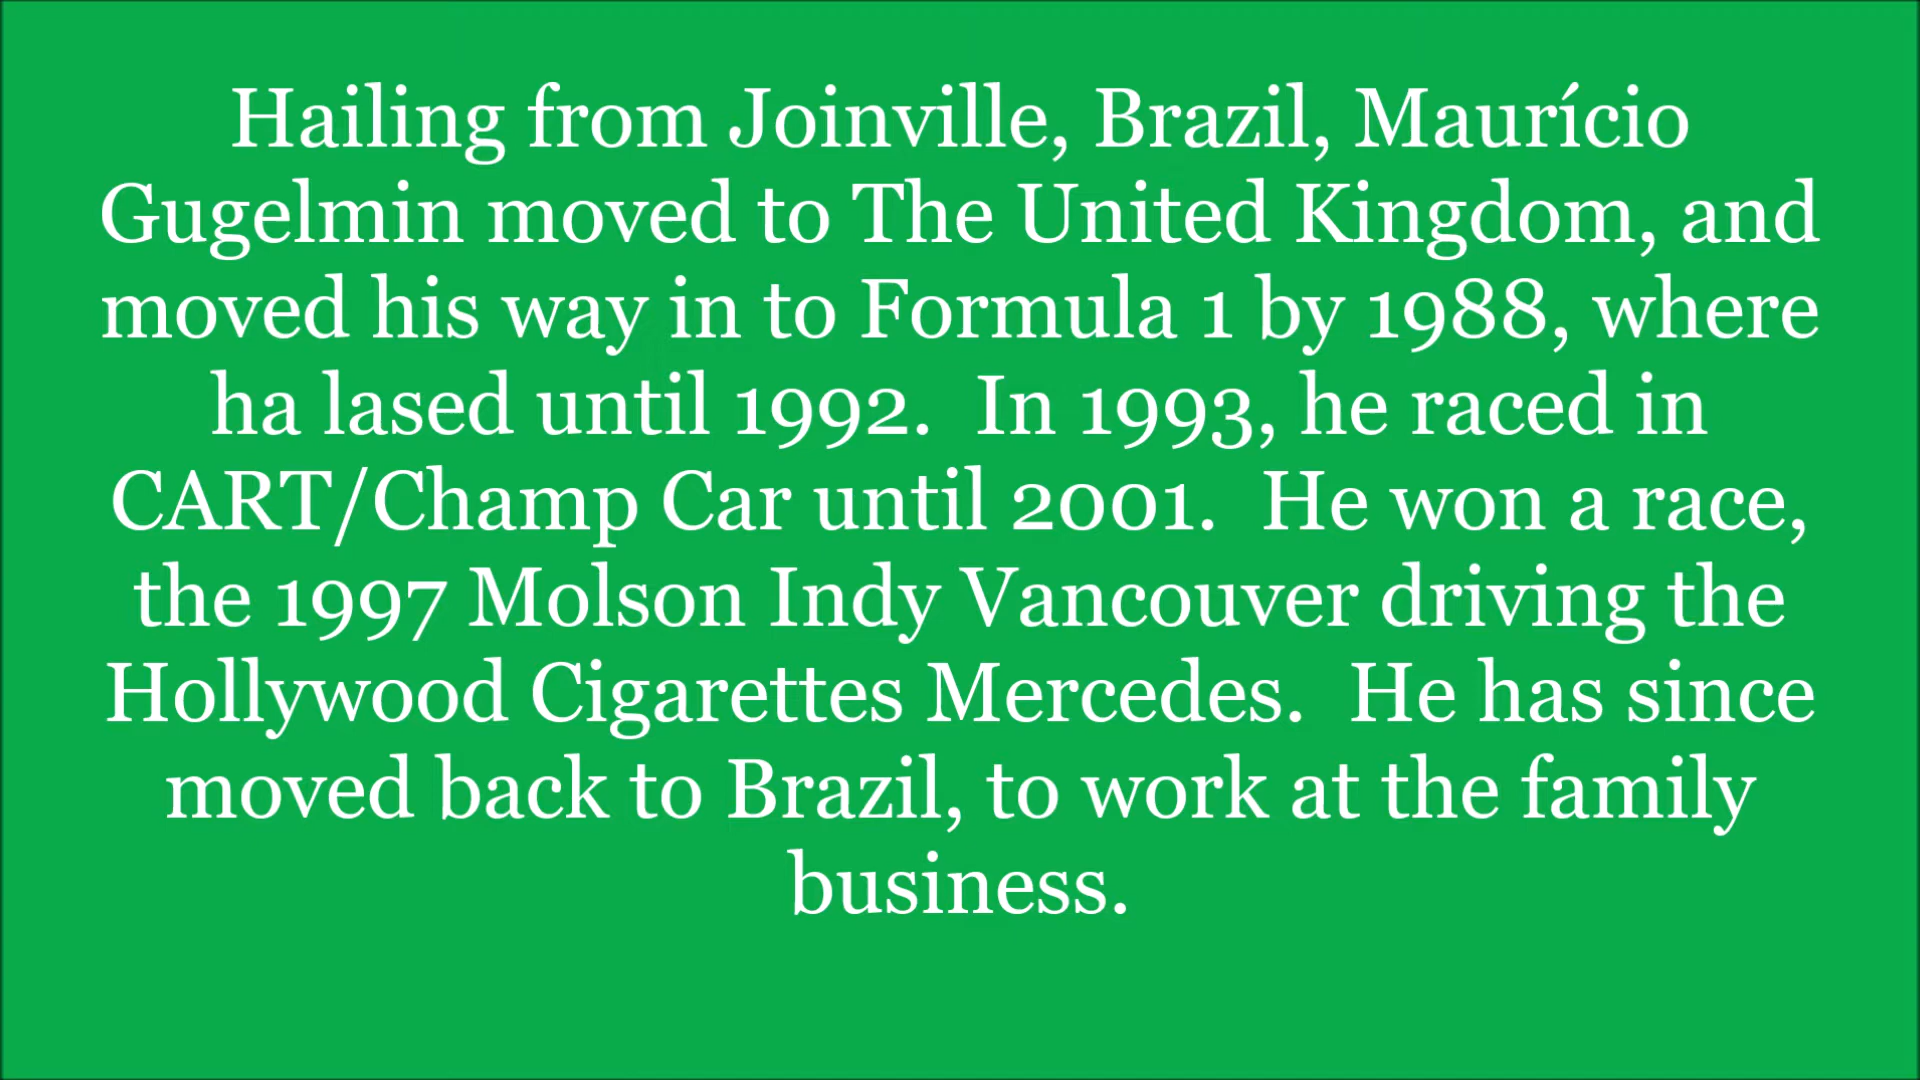 Hailing from Joinville, Brazil, Maurício
Gugelmin moved to The United Kingdom, and
moved his way in to Formula 1 by 1988, where
ha lased until 1992.  In 1993, he raced in
CART/Champ Car until 2001.  He won a race,
the 1997 Molson Indy Vancouver driving the
Hollywood Cigarettes Mercedes.  He has since
moved back to Brazil, to work at the family
business.